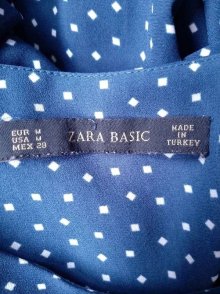 EUR M
USA M
MEX 28
ZARA BASIC
MADE IN
TURKEY